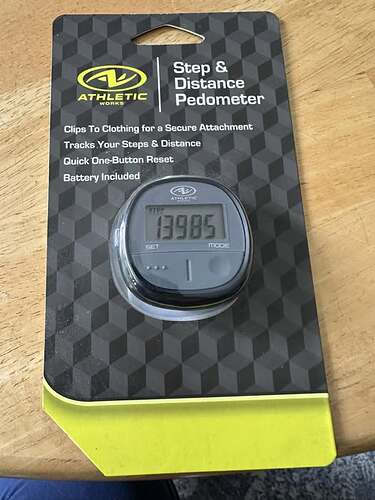 ATHLETIC
WORKS
Step &
Distance
Pedometer
Clips To Clothing for a Secure Attachment
Tracks Your Steps & Distance
Quick One-Button Reset
Battery Included
ATHLETIC
WORKS
STEP
13985
SET MODE